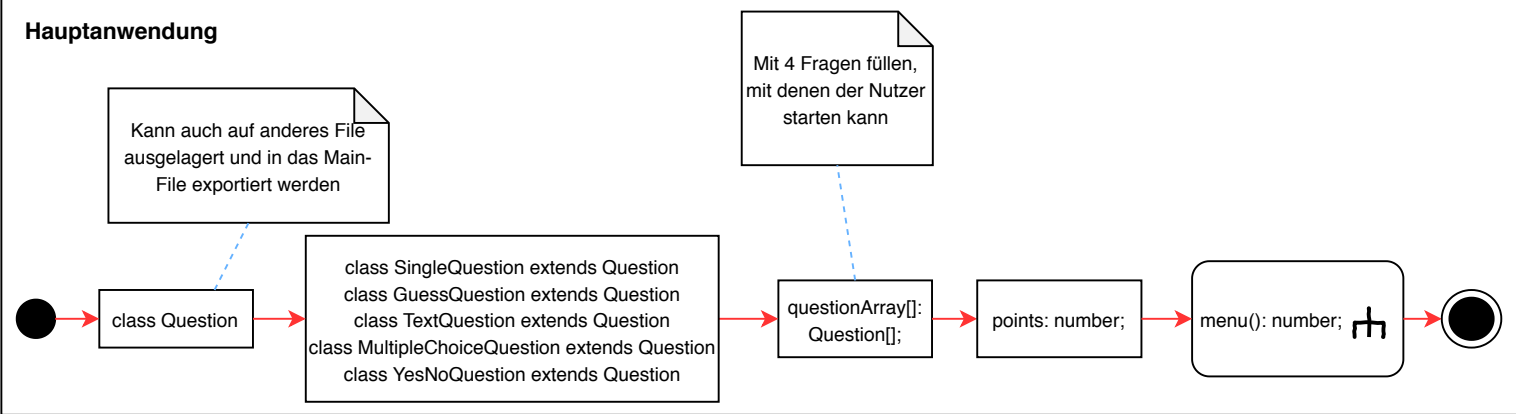 Hauptanwendung
Kann auch auf anderes File
ausgelagert und in das Main-
File exportiert werden
Mit 4 Fragen füllen,
mit denen der Nutzer
starten kann
class Question
class SingleQuestion extends Question
class GuessQuestion extends Question
class TextQuestion extends Question
class MultipleChoiceQuestion extends Question
class YesNoQuestion extends Question
questionArray[]:
Question[];
points: number;
menu(): number;